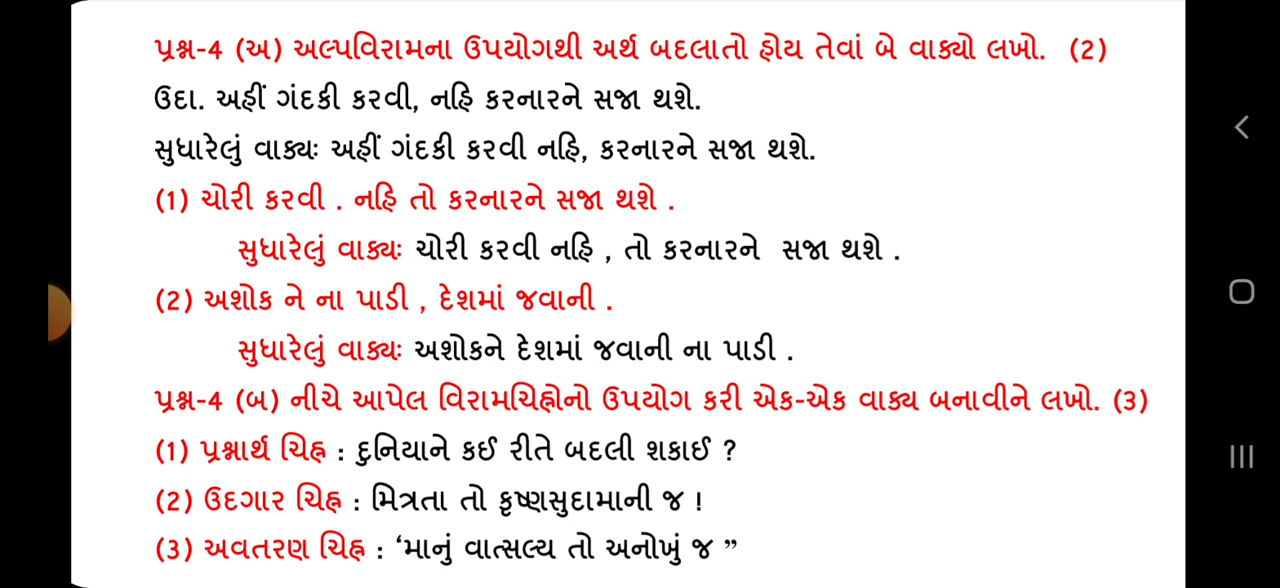 પ્રશ્ન-4 (અ) અલ્પવિરામના ઉપયોગથી અર્થ બદલાતો હોય તેવાં બે વાક્યો લખો. (2)
ઉદા. અહીં ગંદકી કરવી, નહિ કરનારને સજા થશે.
સુધારેલું વાક્યઃ અહીં ગંદકી કરવી નહિ, કરનારને સજા થશે.
(1) ચોરી કરવી . નહિ તો કરનારને સજા થશે .
સુધારેલું વાક્યઃ ચોરી કરવી નહિ , તો કરનારને સજા થશે .
(2) અશોક ને ના પાડી , દેશમાં જવાની .
સુધારેલું વાક્યઃ અશોકને દેશમાં જવાની ના પાડી .
પ્રશ્ન-4 (બ) નીચે આપેલ વિરામચિહ્નોનો ઉપયોગ કરી એક-એક વાક્ય બનાવીને લખો. (3)
(1) પ્રશ્નાર્થ ચિહ્ન : દુનિયાને કઈ રીતે બદલી શકાઈ ?
(2) ઉદગાર ચિહ્ન : મિત્રતા તો કૃષ્ણસુદામાની જ !
(3) અવતરણ ચિહ્ન : ‘માનું વાત્સલ્ય તો અનોખું જ ”